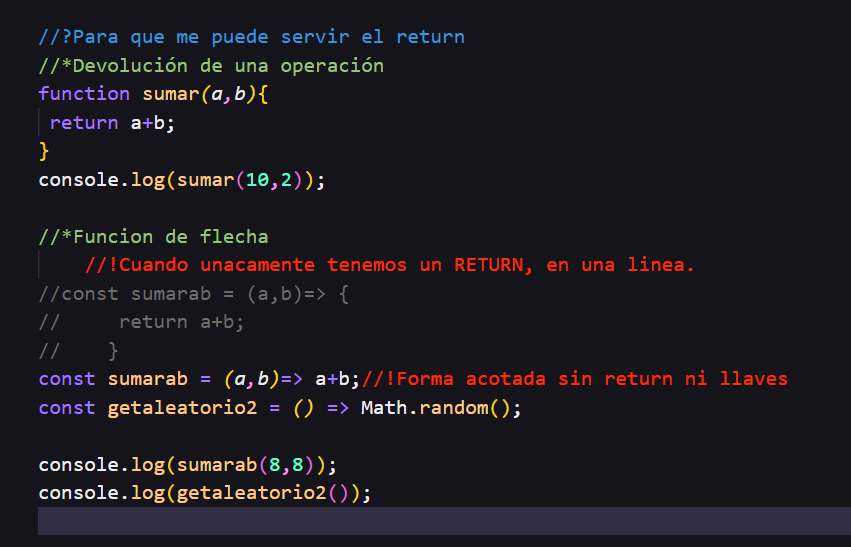 //?Para que me puede servir el return
//*Devolución de una operación
function sumar(a,b){
 return a+b;
}
console.log(sumar(10,2));

//*Funcion de flecha
    //!Cuando unacamente tenemos un RETURN, en una linea.
//const sumarab = (a,b)=> {
//     return a+b;
//    }
const sumarab = (a,b)=> a+b;//!Forma acotada sin return ni llaves
const getaleatorio2 = () => Math.random();

console.log(sumarab(8,8));
console.log(getaleatorio2());